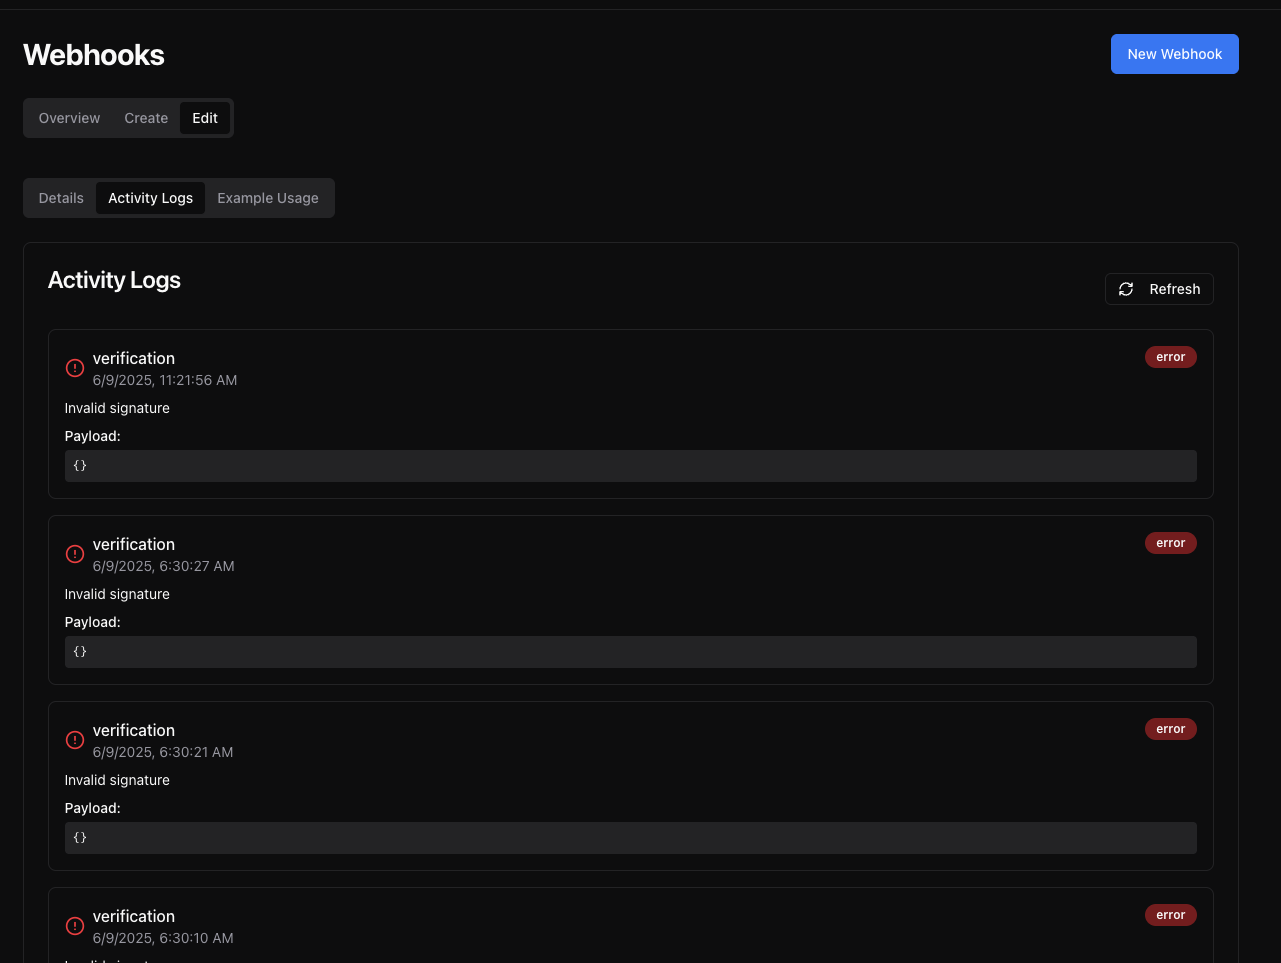 Webhooks
New Webhook
Overview Create Edit
Details Activity Logs Example Usage
Activity Logs
Refresh
verification
error
6/9/2025, 11:21:56 AM
Invalid signature
Payload:
{}
verification
error
6/9/2025, 6:30:27 AM
Invalid signature
Payload:
{}
verification
error
6/9/2025, 6:30:21 AM
Invalid signature
Payload:
{}
verification
error
6/9/2025, 6:30:10 AM